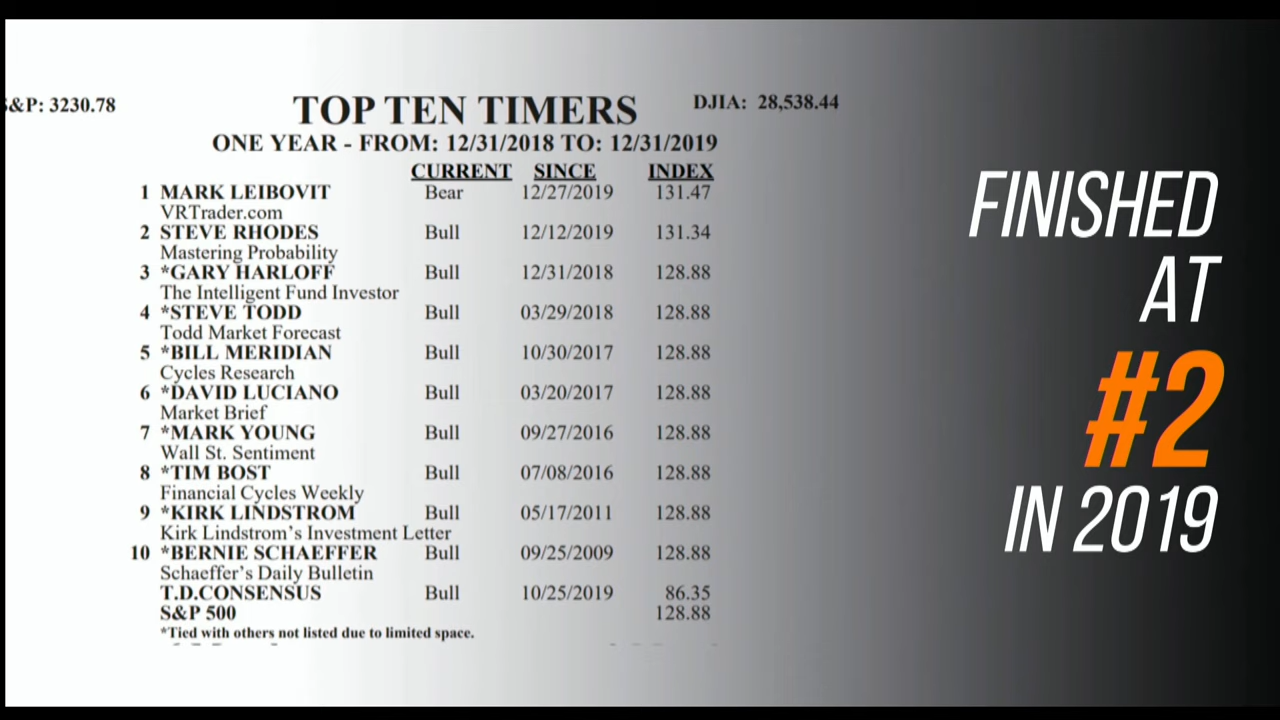 &P: 3230.78
TOP TEN TIMERS
DJIA: 28,538.44
ONE YEAR - FROM: 12/31/2018 TO: 12/31/2019
CURRENT SINCE INDEX
1 MARK LEIBOVIT Bear 12/27/2019 131.47
VRTrader.com
2 STEVE RHODES Bull 12/12/2019 131.34
Mastering Probability
3 *GARY HARLOFF Bull 12/31/2018 128.88
The Intelligent Fund Investor
4 *STEVE TODD Bull 03/29/2018 128.88
Todd Market Forecast
5 *BILL MERIDIAN Bull 10/30/2017 128.88
Cycles Research
6 *DAVID LUCIANO Bull 03/20/2017 128.88
Market Brief
7 *MARK YOUNG Bull 09/27/2016 128.88
Wall St. Sentiment
8 *TIM BOST Bull 07/08/2016 128.88
Financial Cycles Weekly
9 *KIRK LINDSTROM Bull 05/17/2011 128.88
Kirk Lindstrom's Investment Letter
10 *BERNIE SCHAEFFER Bull 09/25/2009 128.88
Schaeffer's Daily Bulletin
T.D.CONSENSUS Bull 10/25/2019 86.35
S&P 500 128.88
*Tied with others not listed due to limited space.
FINISHED
AT
#2
IN 2019